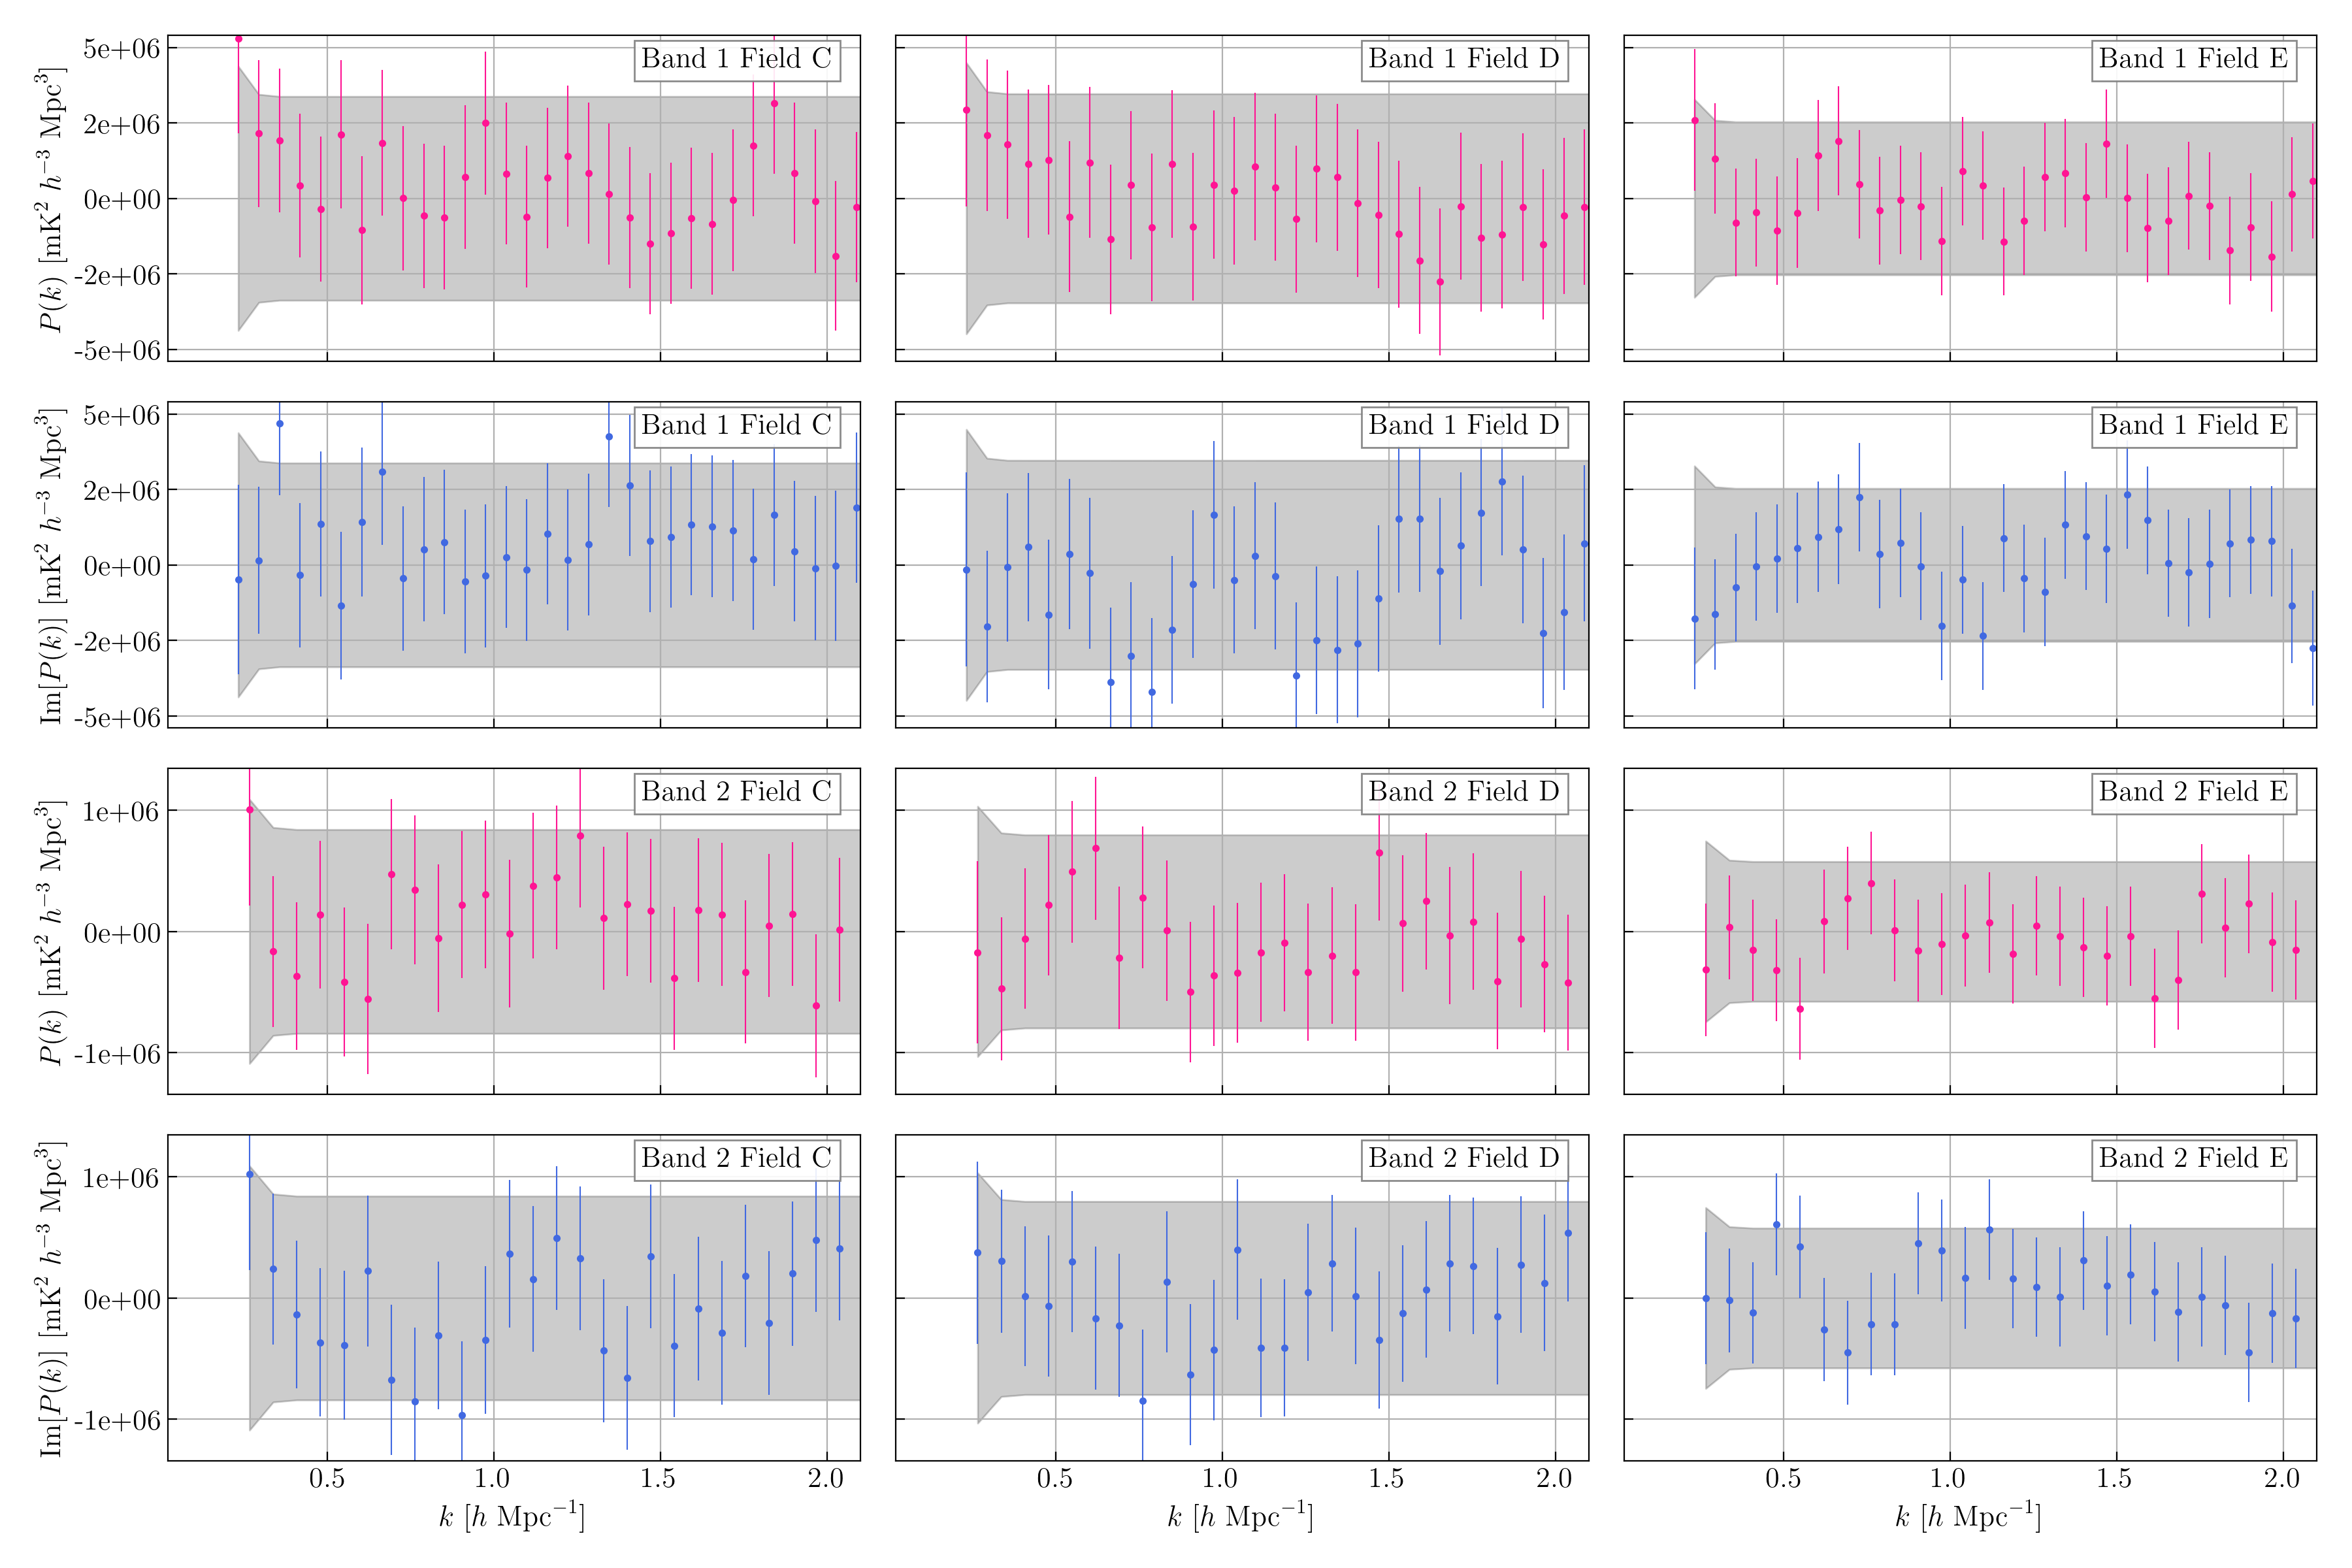 P(k) [mK² h⁻³ Mpc³]
5e+06
2e+06
0e+00
-2e+06
-5e+06
Band 1 Field C
Band 1 Field D
Band 1 Field E
Im[P(k)] [mK² h⁻³ Mpc³]
5e+06
2e+06
0e+00
-2e+06
-5e+06
Band 1 Field C
Band 1 Field D
Band 1 Field E
P(k) [mK² h⁻³ Mpc³]
1e+06
0e+00
-1e+06
Band 2 Field C
Band 2 Field D
Band 2 Field E
Im[P(k)] [mK² h⁻³ Mpc³]
1e+06
0e+00
-1e+06
Band 2 Field C
Band 2 Field D
Band 2 Field E
0.5 1.0 1.5 2.0
0.5 1.0 1.5 2.0
0.5 1.0 1.5 2.0
k [h Mpc⁻¹]
k [h Mpc⁻¹]
k [h Mpc⁻¹]